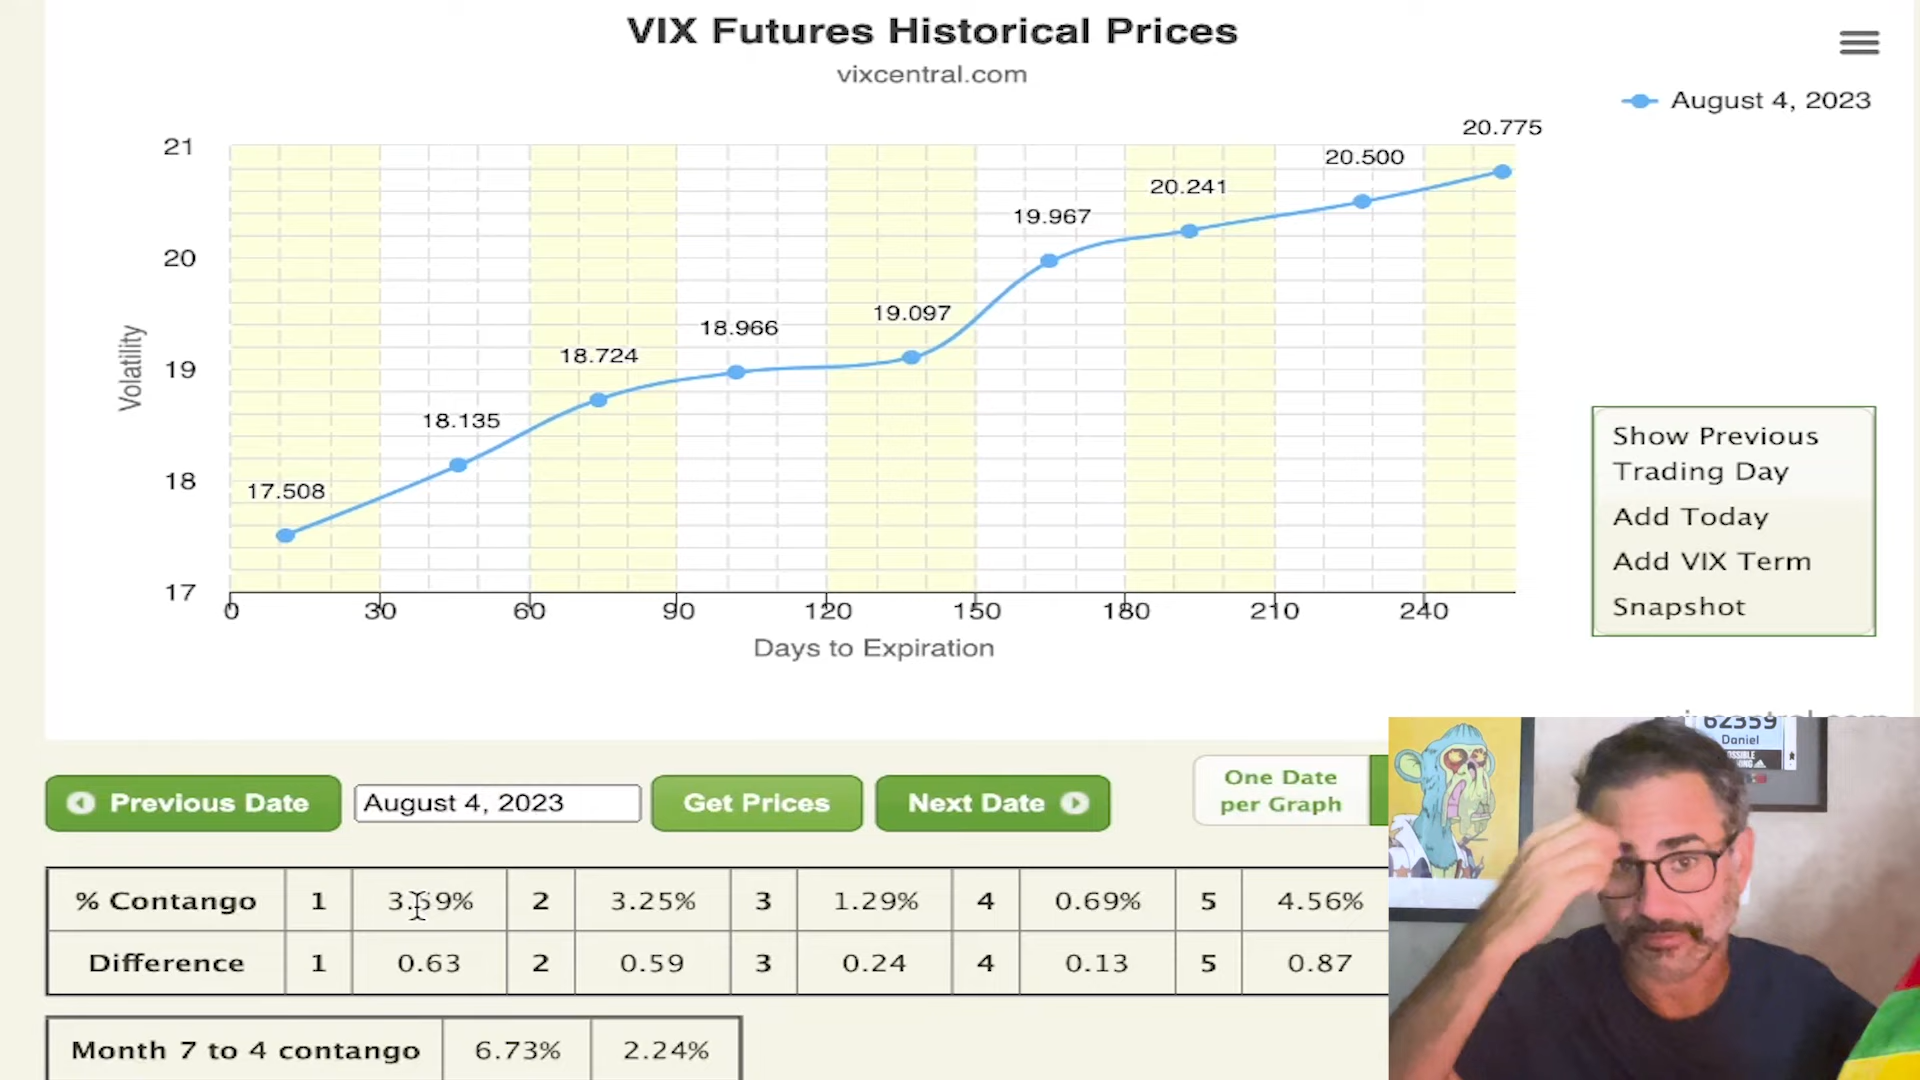 VIX Futures Historical Prices
vixcentral.com
August 4, 2023
20.775
20.500
20.241
19.967
19.097
18.966
18.724
18.135
17.508
21
20
19
18
17
Volatility
0 30 60 90 120 150 180 210 240
Days to Expiration
Show Previous
Trading Day
Add Today
Add VIX Term
Snapshot
62359
Daniel
Previous Date
August 4, 2023
Get Prices
Next Date
One Date
per Graph
% Contango 1 3.59% 2 3.25% 3 1.29% 4 0.69% 5 4.56%
Difference 1 0.63 2 0.59 3 0.24 4 0.13 5 0.87
Month 7 to 4 contango 6.73% 2.24%